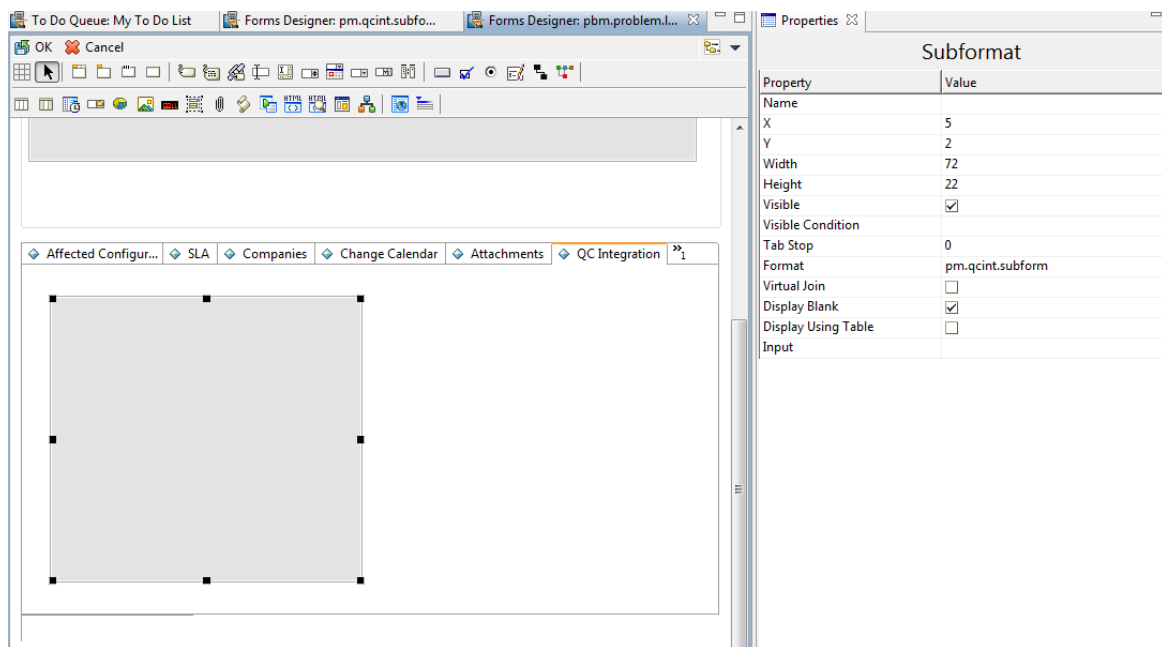 To Do Queue: My To Do List Forms Designer: pm.qcint.subfo... Forms Designer: pbm.problem.l... Properties
OK Cancel
Subformat
HTML HTML
Property Value
Name
X 5
Y 2
Width 72
Height 22
Visible
Visible Condition
Tab Stop 0
Format pm.qcint.subform
Virtual Join
Display Blank
Display Using Table
Input
Affected Configur... SLA Companies Change Calendar Attachments QC Integration »1